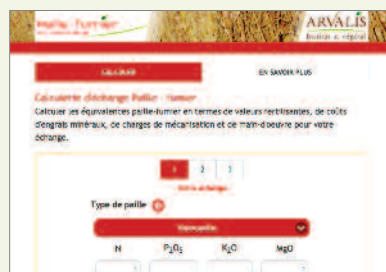 Paille-fumier
ARVALIS
Institut du végétal
CALCULER
EN SAVOIR PLUS
Calculette d'échange Paille - fumier
Calculer les équivalences paille-fumier en termes de valeurs fertilisantes, de coûts
d'engrais minéraux, de charges de mécanisation et de main-d'oeuvre pour votre
échange.
1 2 3
Votre échange
Type de paille
N P₂O₅ K₂O MgO